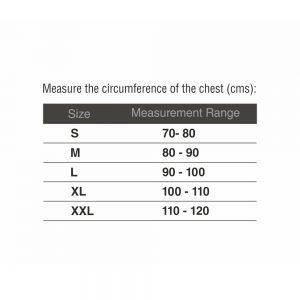 Measure the circumference of the chest (cms):
Size Measurement Range
S 70- 80
M 80 - 90
L 90 - 100
XL 100 - 110
XXL 110 - 120